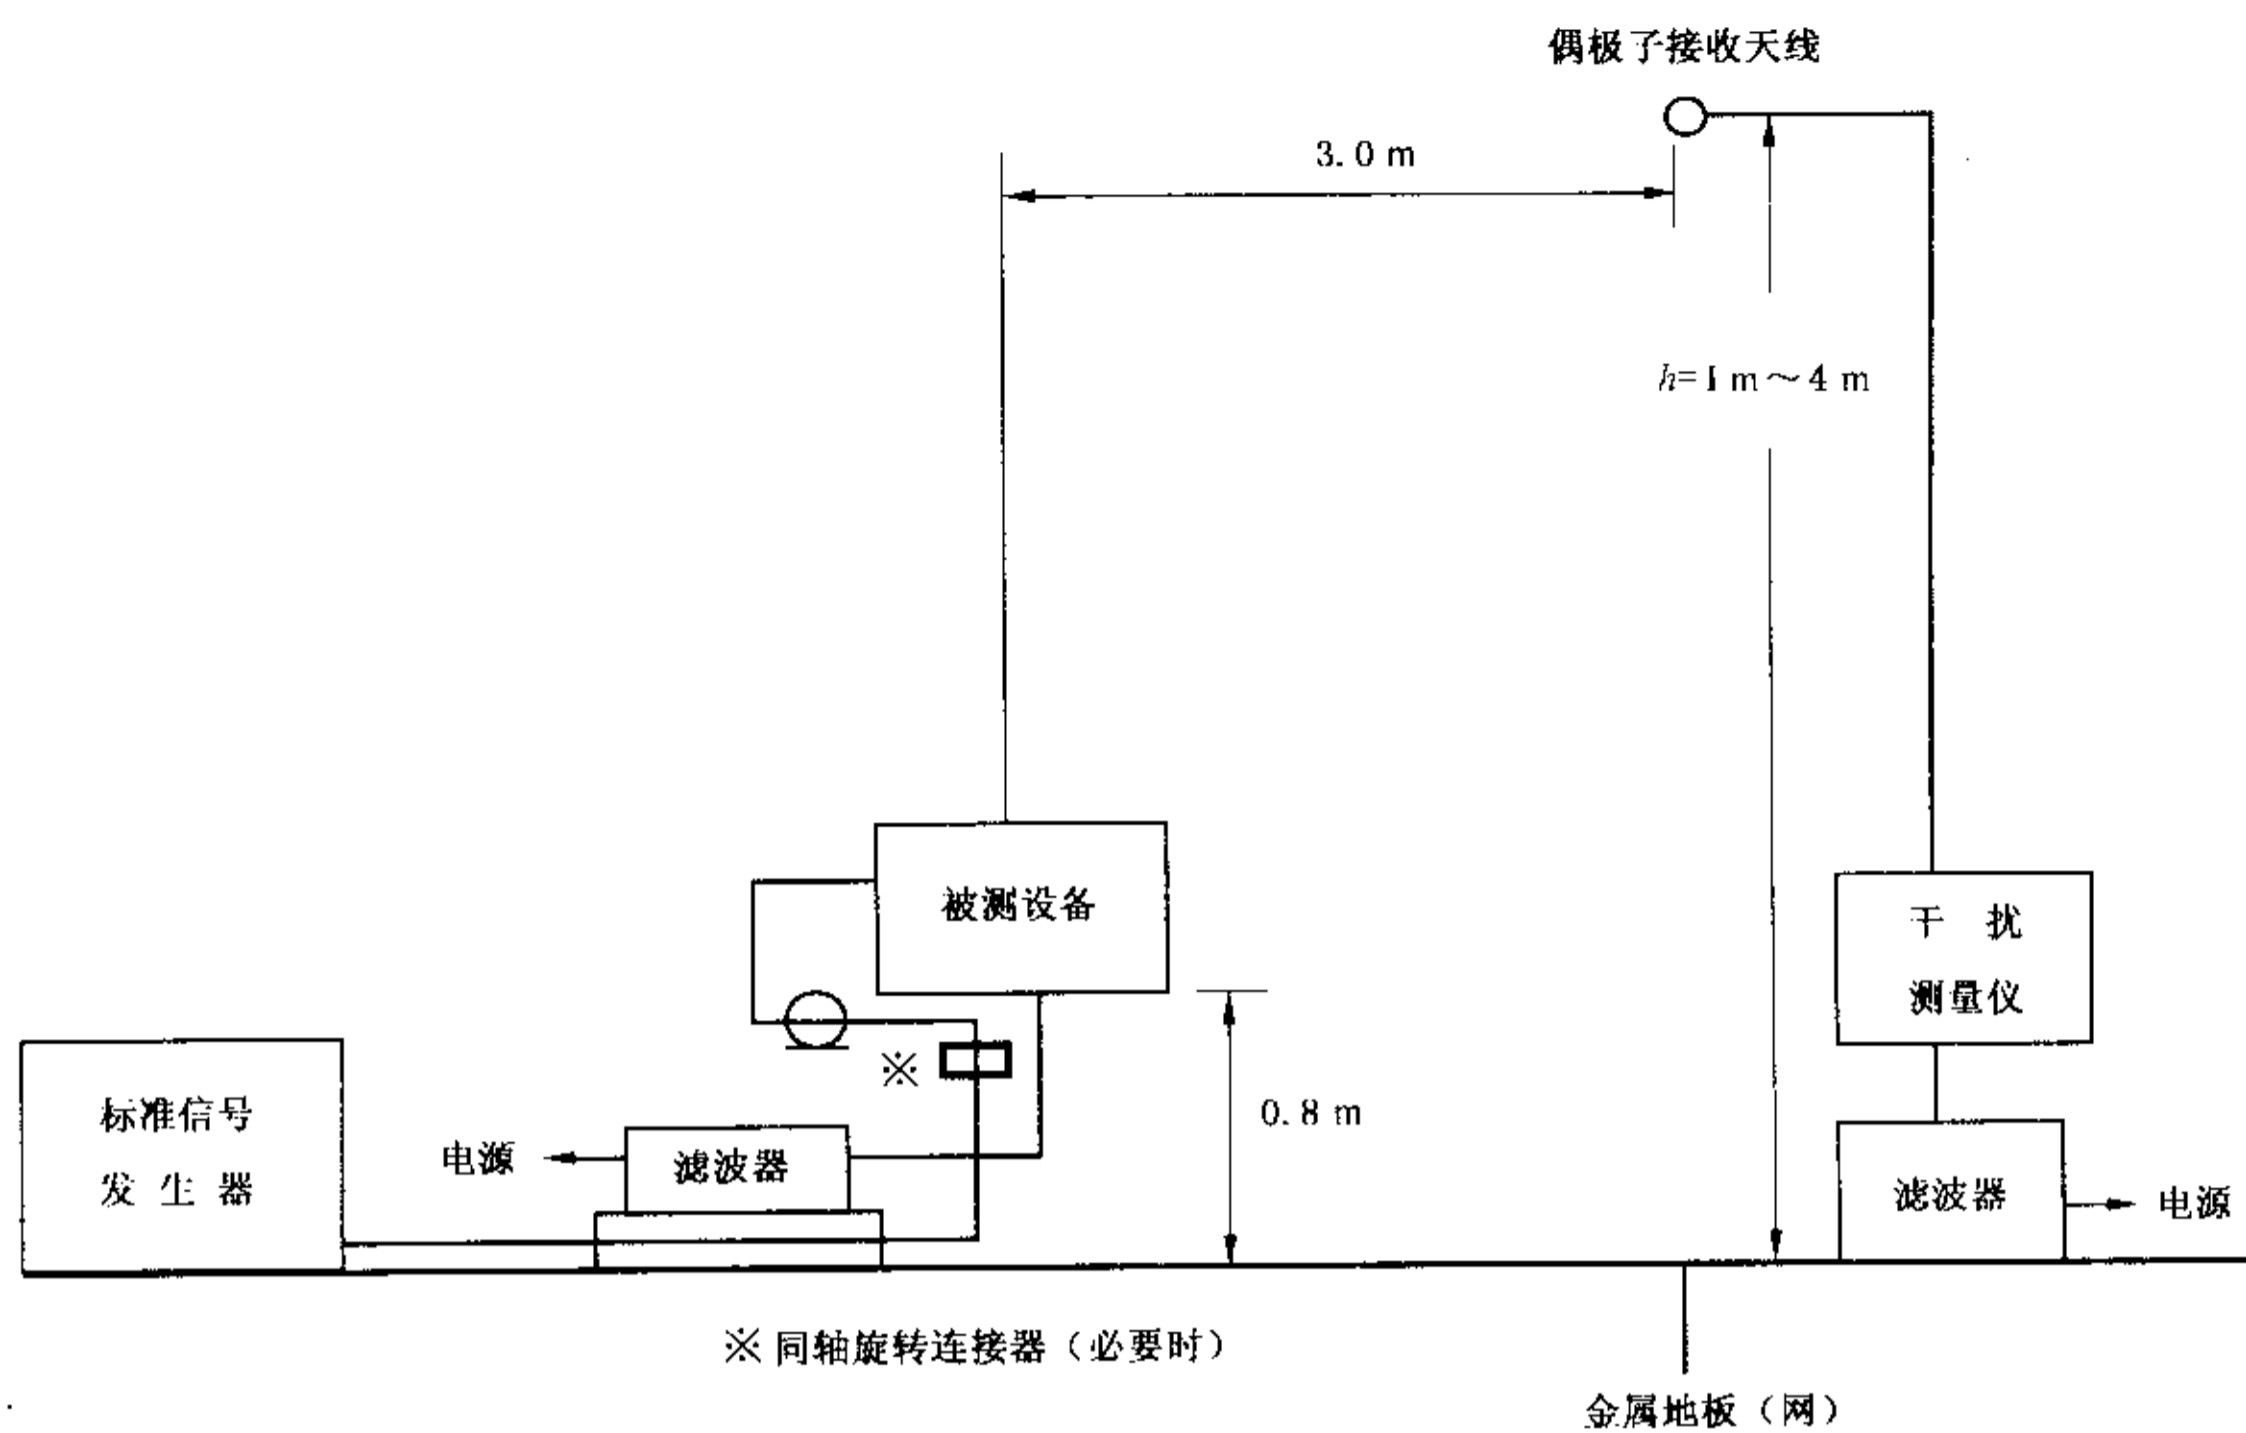 偶极子接收天线
3.0 m
h=1 m～4 m
被测设备
干 扰
测量仪
※
标准信号
发 生 器
0.8 m
电源
滤波器
滤波器
电源
※ 同轴旋转连接器（必要时）
金属地板（网）